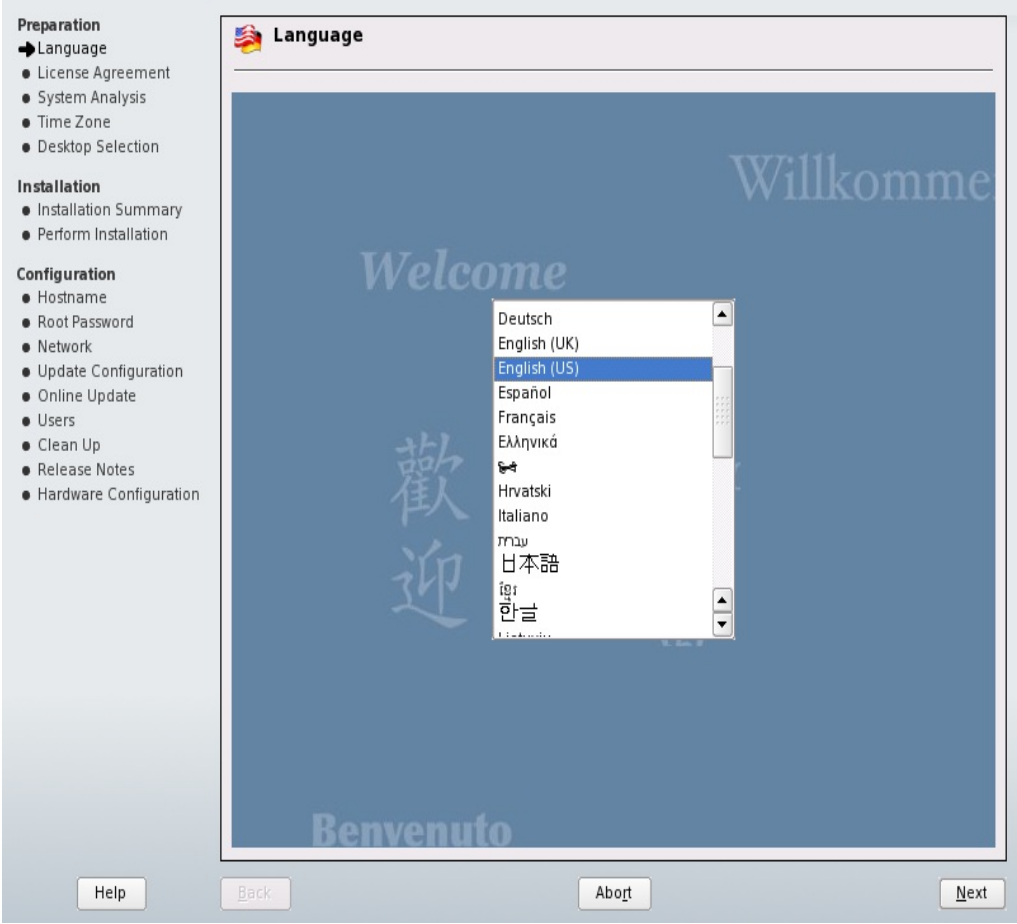 Preparation
Language
License Agreement
System Analysis
Time Zone
Desktop Selection
Installation
Installation Summary
Perform Installation
Configuration
Hostname
Root Password
Network
Update Configuration
Online Update
Users
Clean Up
Release Notes
Hardware Configuration
Language
Willkomme
Welcome
歡
迎
Benvenuto
Deutsch
English (UK)
English (US)
Español
Français
Ελληνικά
Hrvatski
Italiano
עברית
日本語
ខ្មែរ
한글
Help
Back
Abort
Next